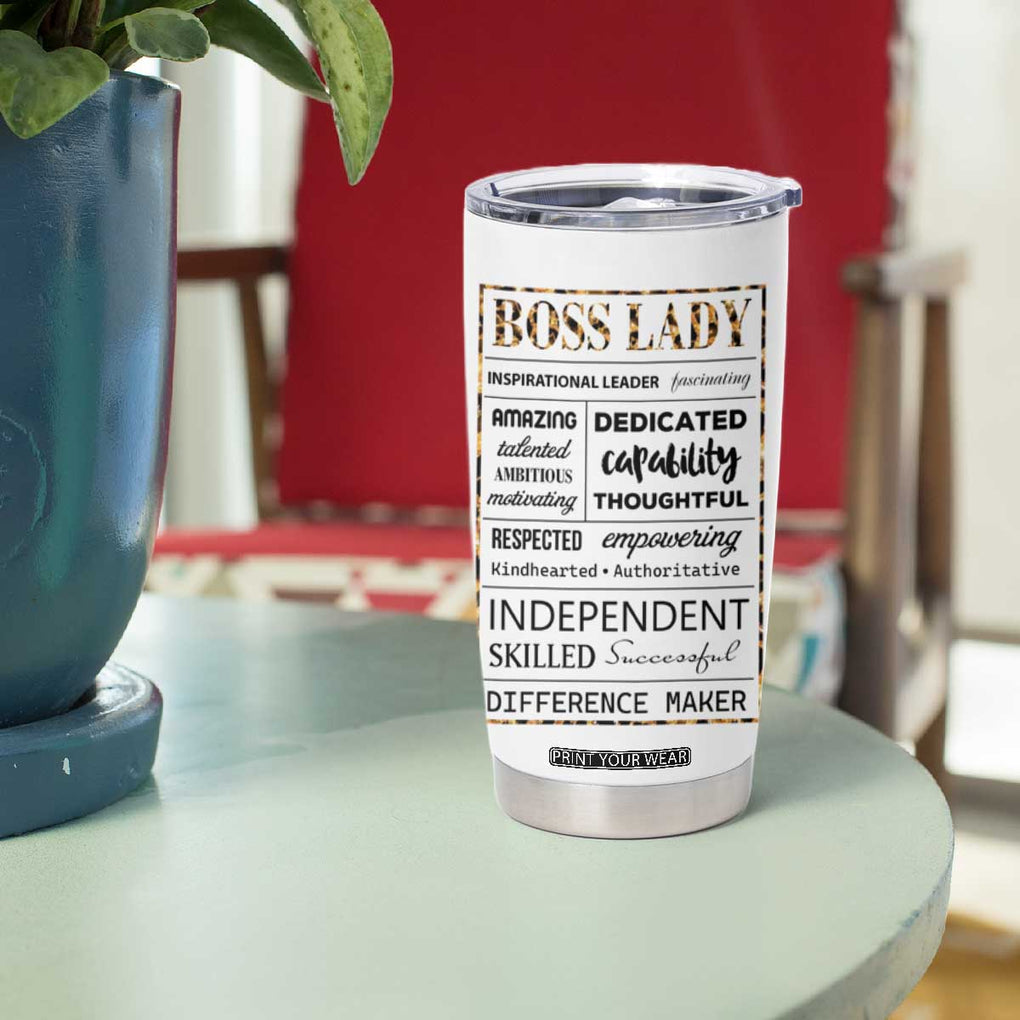 BOSS LADY
INSPIRATIONAL LEADER fascinating
AMAZING
talented
AMBITIOUS
motivating
DEDICATED
capability
THOUGHTFUL
RESPECTED empowering
Kindhearted • Authoritative
INDEPENDENT
SKILLED Successful
DIFFERENCE MAKER
PRINT YOUR WEAR